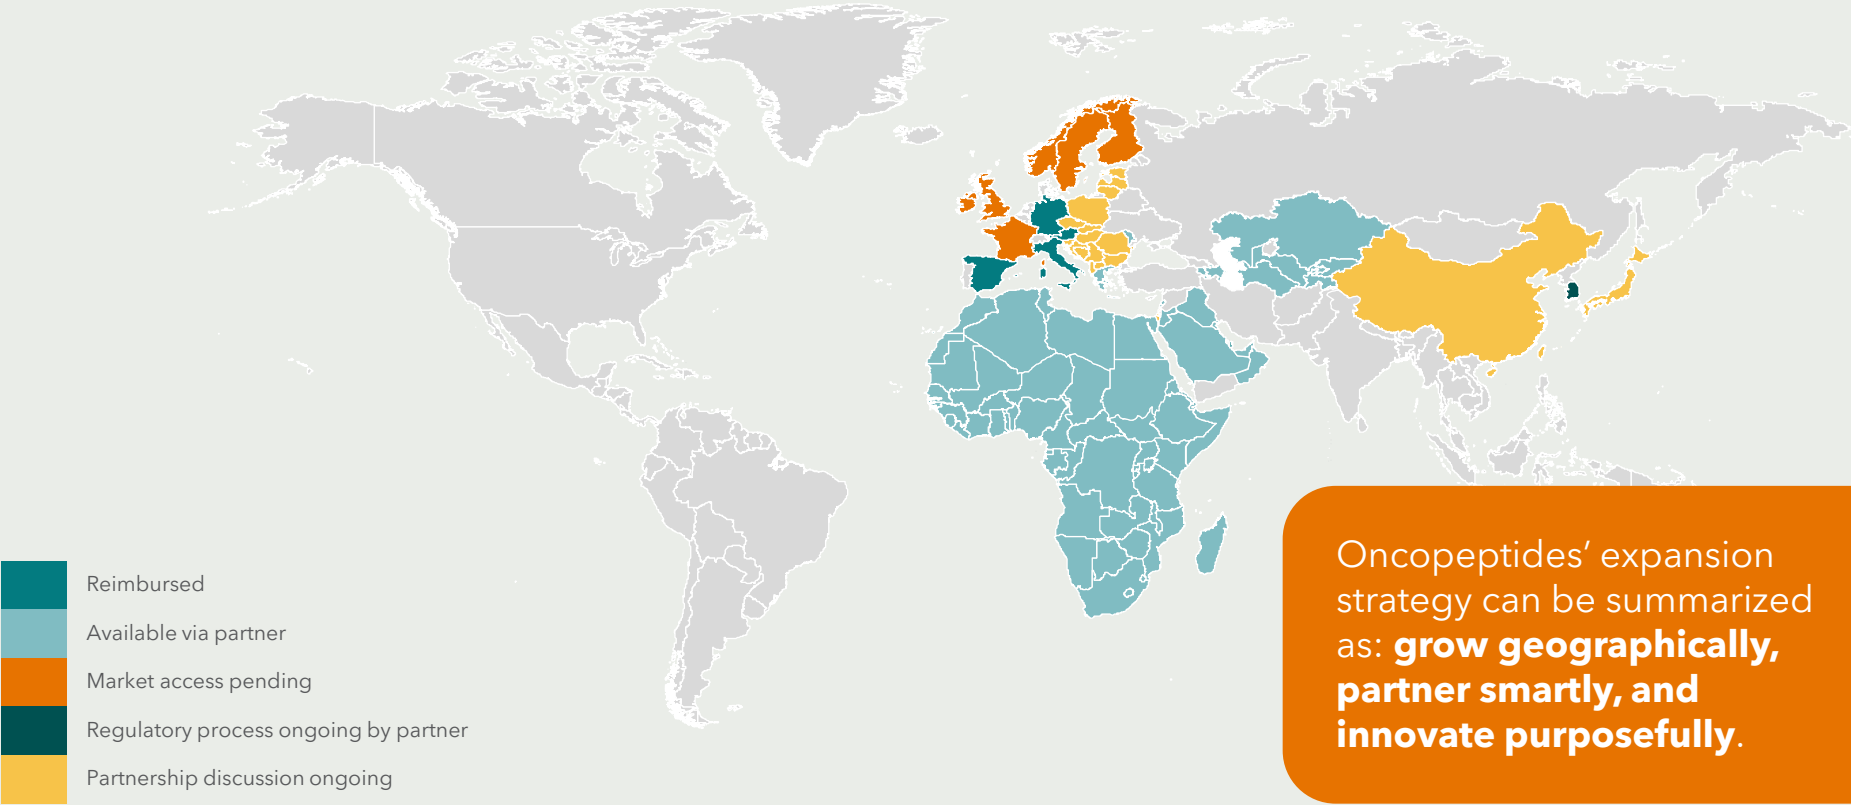 Reimbursed
Available via partner
Market access pending
Regulatory process ongoing by partner
Partnership discussion ongoing
Oncopeptides’ expansion
strategy can be summarized
as: grow geographically,
partner smartly, and
innovate purposefully.